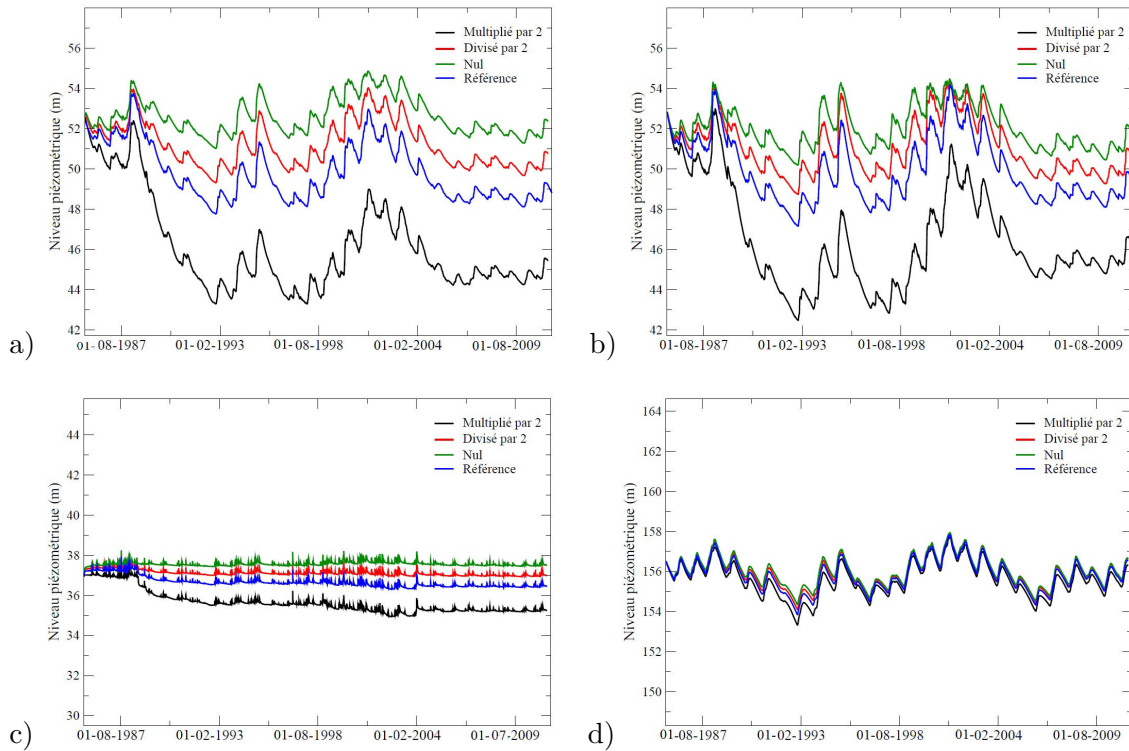 56
54
52
50
48
46
44
42
Niveau piézométrique (m)
Multiplié par 2
Divisé par 2
Nul
Référence
01-08-1987 01-02-1993 01-08-1998 01-02-2004 01-08-2009
a)
56
54
52
50
48
46
44
42
Niveau piézométrique (m)
Multiplié par 2
Divisé par 2
Nul
Référence
01-08-1987 01-02-1993 01-08-1998 01-02-2004 01-08-2009
b)
44
42
40
38
36
34
32
30
Niveau piézométrique (m)
Multiplié par 2
Divisé par 2
Nul
Référence
01-08-1987 01-02-1993 01-08-1998 01-02-2004 01-07-2009
c)
164
162
160
158
156
154
152
150
Niveau piézométrique (m)
Multiplié par 2
Divisé par 2
Nul
Référence
01-08-1987 01-02-1993 01-08-1998 01-02-2004 01-08-2009
d)